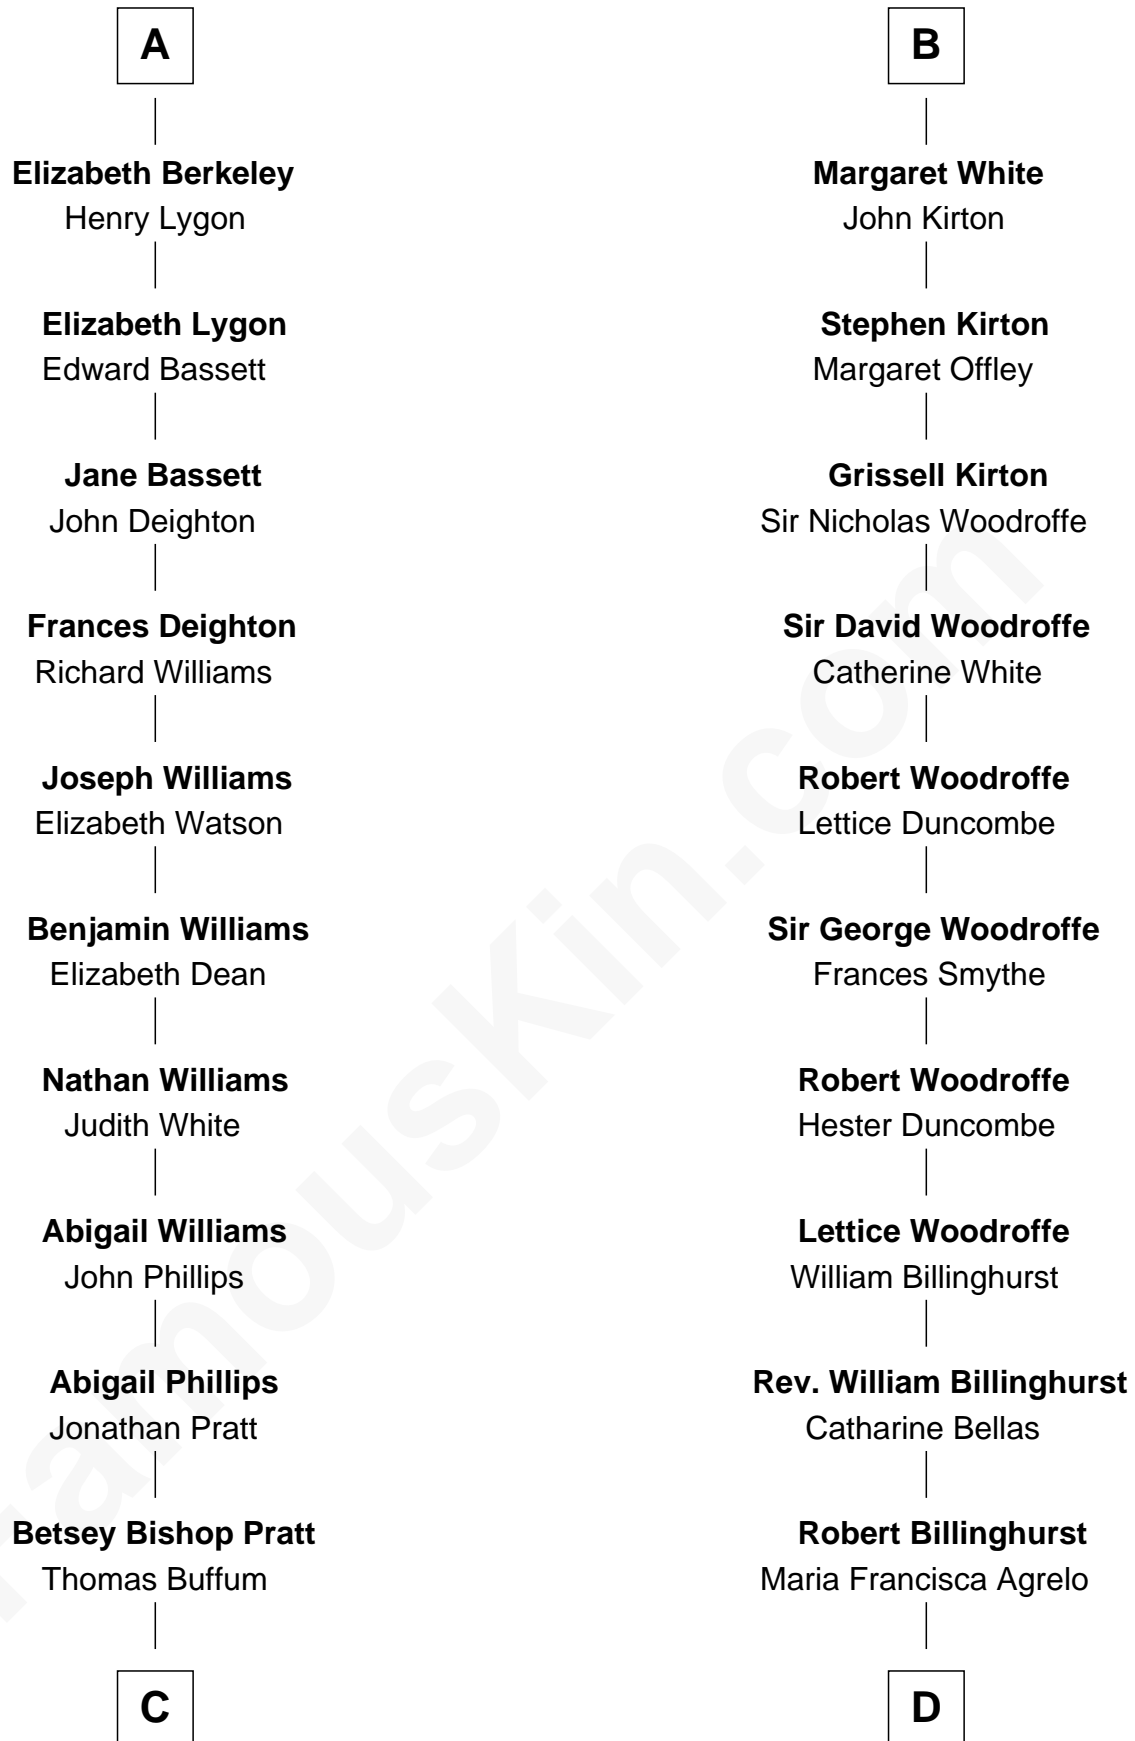 A
Elizabeth Berkeley
Henry Lygon
Elizabeth Lygon
Edward Bassett
Jane Bassett
John Deighton
Frances Deighton
Richard Williams
Joseph Williams
Elizabeth Watson
Benjamin Williams
Elizabeth Dean
Nathan Williams
Judith White
Abigail Williams
John Phillips
Abigail Phillips
Jonathan Pratt
Betsey Bishop Pratt
Thomas Buffum
C
B
Margaret White
John Kirton
Stephen Kirton
Margaret Offley
Grissell Kirton
Sir Nicholas Woodroffe
Sir David Woodroffe
Catherine White
Robert Woodroffe
Lettice Duncombe
Sir George Woodroffe
Frances Smythe
Robert Woodroffe
Hester Duncombe
Lettice Woodroffe
William Billinghurst
Rev. William Billinghurst
Catharine Bellas
Robert Billinghurst
Maria Francisca Agrelo
D
FamousKin.com